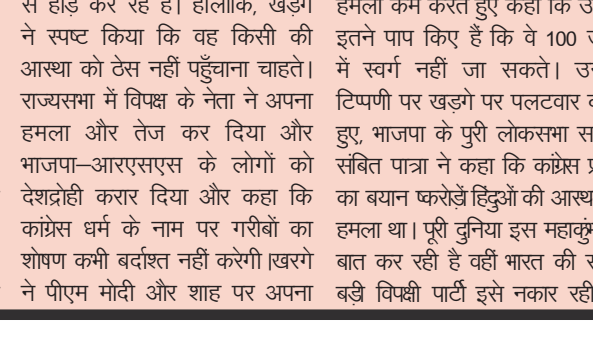 से होड़ कर रहे हैं। हालांकि, खड़गे
ने स्पष्ट किया कि वह किसी की
आस्था को ठेस नहीं पहुँचाना चाहते।
राज्यसभा में विपक्ष के नेता ने अपना
हमला और तेज कर दिया और
भाजपा–आरएसएस के लोगों को
देशद्रोही करार दिया और कहा कि
कांग्रेस धर्म के नाम पर गरीबों का
शोषण कभी बर्दाश्त नहीं करेगी।खरगे
ने पीएम मोदी और शाह पर अपना
हमला कम करते हुए कहा कि
इतने पाप किए हैं कि वे 100
में स्वर्ग नहीं जा सकते।
टिप्पणी पर खड़गे पर पलटवार
हुए, भाजपा के पुरी लोकसभा
संबित पात्रा ने कहा कि कांग्रेस
का बयान ष्करोड़ों हिंदुओं की
हमला था। पूरी दुनिया इस
बात कर रही है वहीं भारत की
बड़ी विपक्षी पार्टी इसे नकार रही